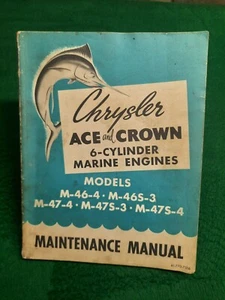 Chrysler
ACE and CROWN
6-CYLINDER
MARINE ENGINES
MODELS
M-46-4 • M-46S-3
M-47-4 • M-47S-3 • M-47S-4
MAINTENANCE MANUAL